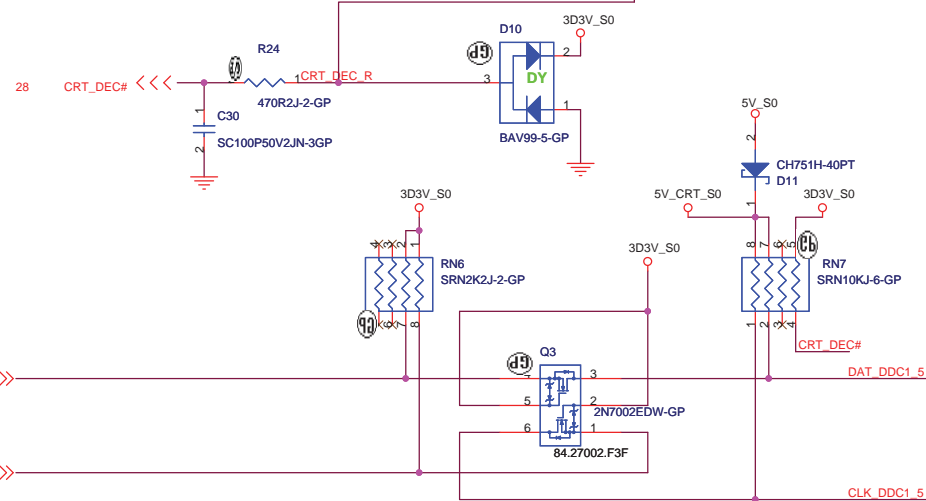 3D3V_S0
D10
R24
2
DY
3
1
CRT_DEC_R
28
CRT_DEC#
470R2J-2-GP
1
C30
1
BAV99-5-GP
SC100P50V2JN-3GP
2
5V_S0
2
CH751H-40PT
D11
1
3D3V_S0
5V_CRT_S0
3D3V_S0
4
3
2
1
8
7
6
5
3D3V_S0
RN6
SRN2K2J-2-GP
RN7
SRN10KJ-6-GP
5
6
7
8
1
2
3
4
CRT_DEC#
Q3
GP
4
3
DAT_DDC1_5
5
2
2N7002EDW-GP
6
1
84.27002.F3F
CLK_DDC1_5